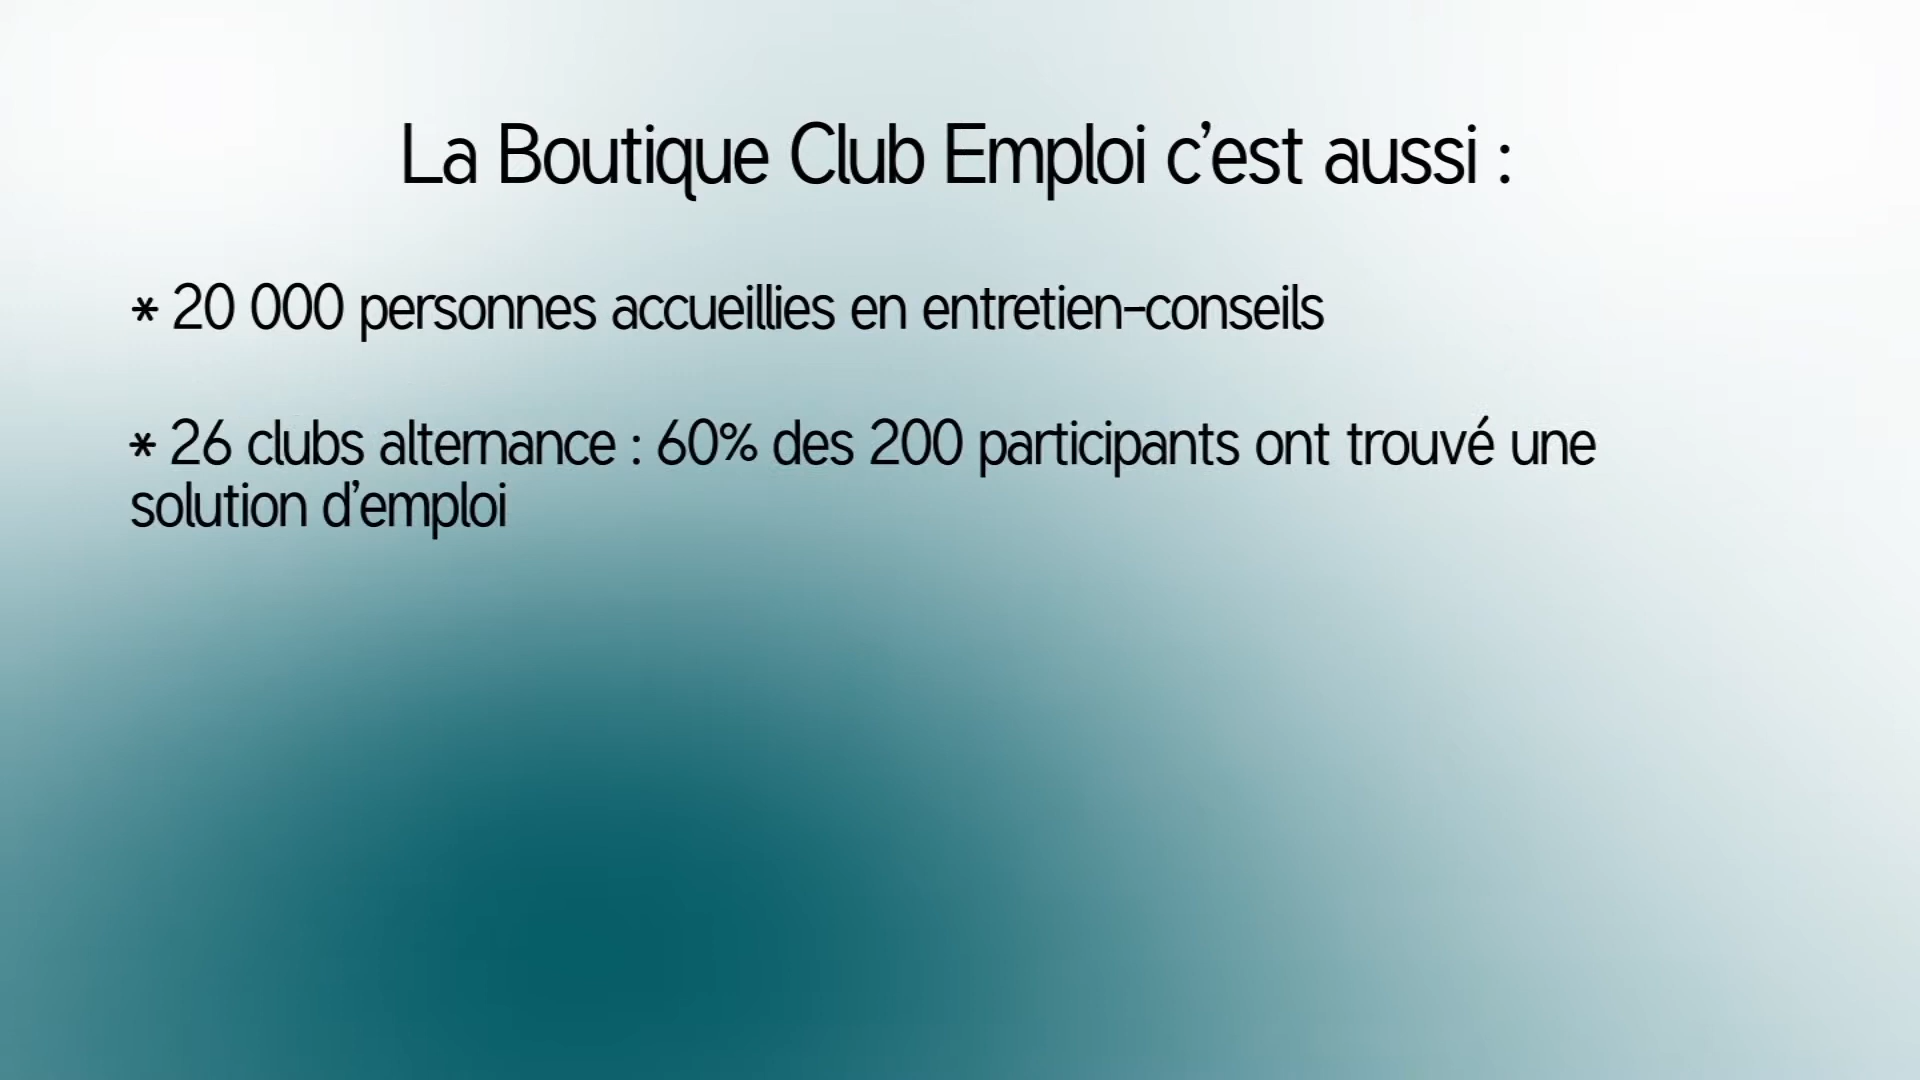 La Boutique Club Emploi c’est aussi :
* 20 000 personnes accueillies en entretien-conseils
* 26 clubs alternance : 60% des 200 participants ont trouvé une
solution d’emploi